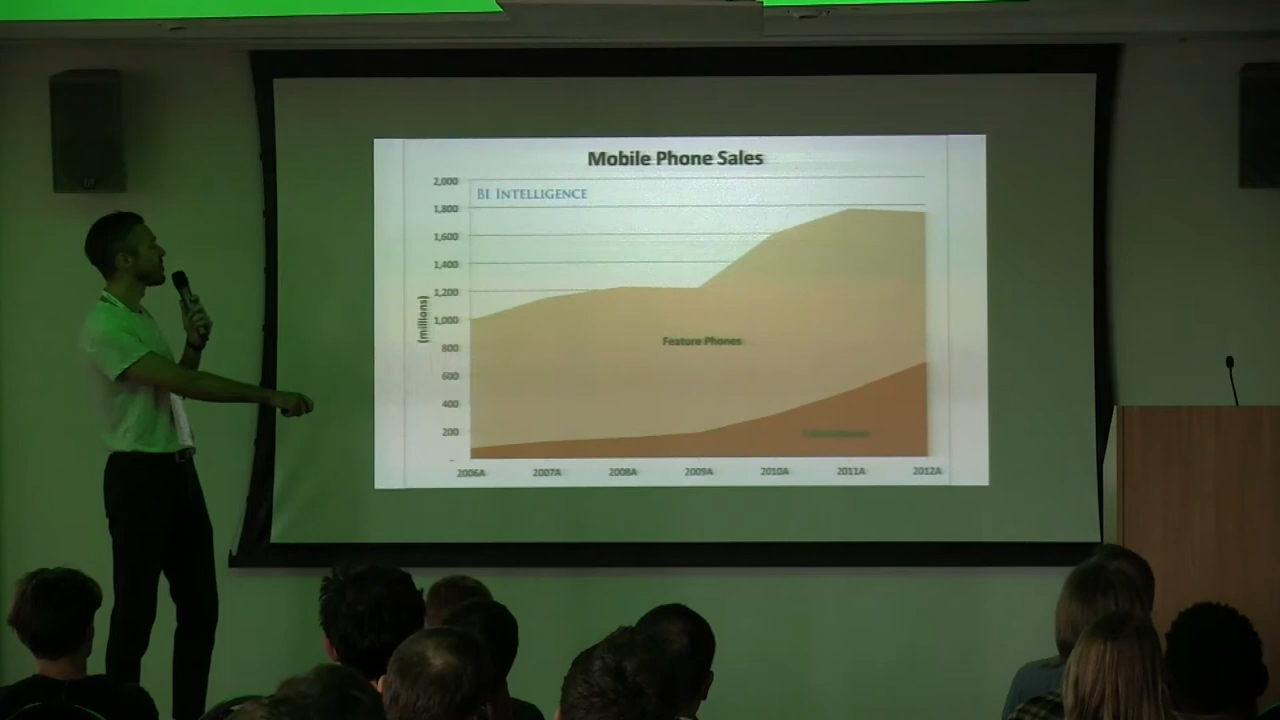 Mobile Phone Sales
BI INTELLIGENCE
2,000
1,800
1,600
1,400
1,200
1,000
800
600
400
200
-
(millions)
Feature Phones
2006A 2007A 2008A 2009A 2010A 2011A 2012A